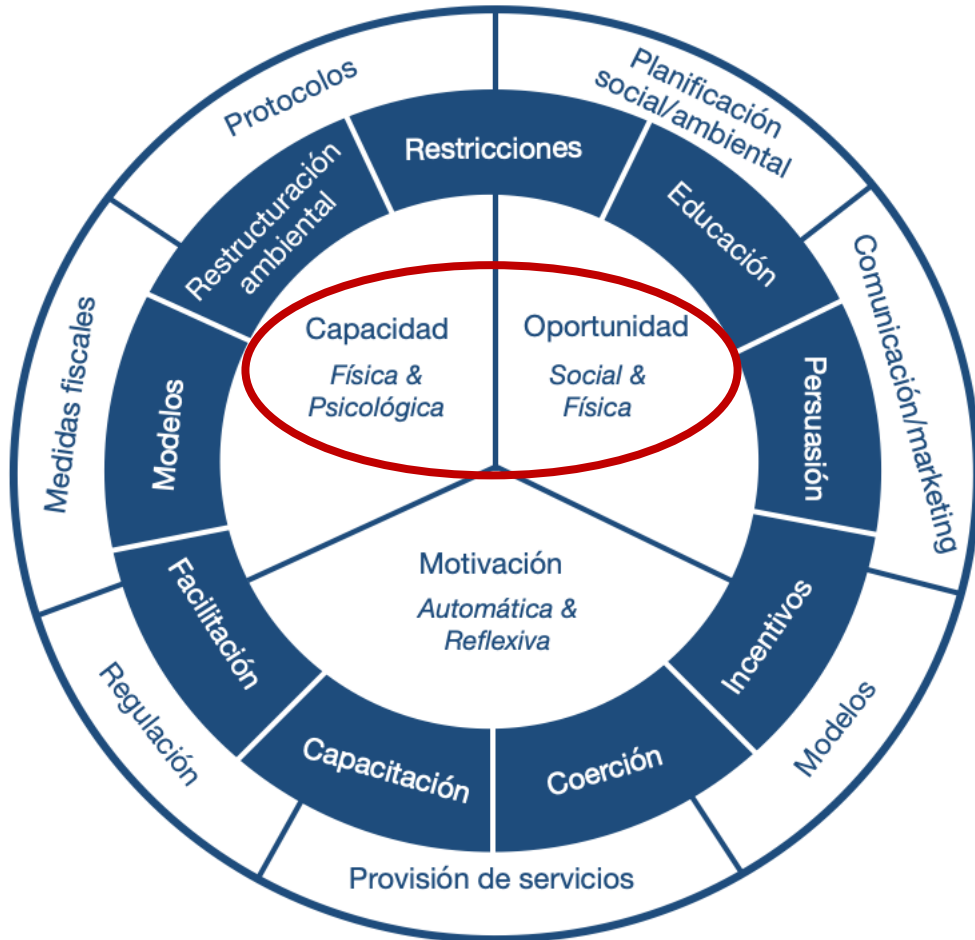 Protocolos
Planificación
social/ambiental
Comunicación/marketing
Modelos
Provisión de servicios
Regulación
Medidas fiscales
Restricciones
Educación
Persuasión
Incentivos
Coerción
Capacitación
Facilitación
Modelos
Restructuración
ambiental
Capacidad
Física &
Psicológica
Oportunidad
Social &
Física
Motivación
Automática &
Reflexiva